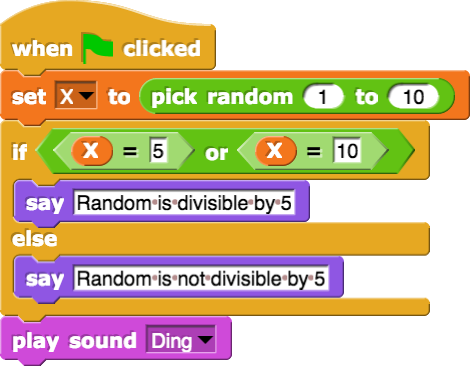 when clicked
set X to pick random 1 to 10
if X = 5 or X = 10
say Random is divisible by 5
else
say Random is not divisible by 5
play sound Ding